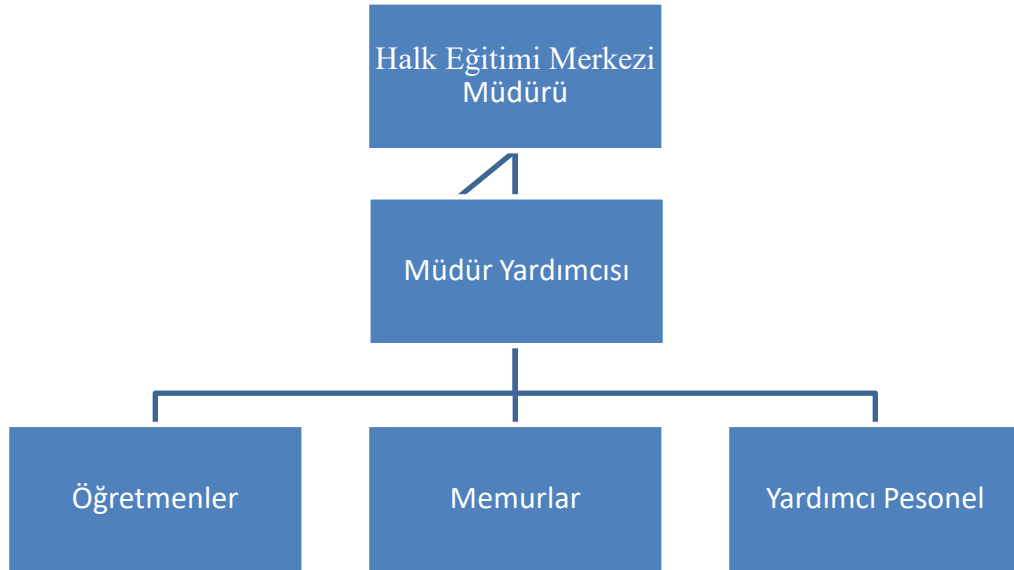 Halk Eğitimi Merkezi
Müdürü
Müdür Yardımcısı
Öğretmenler
Memurlar
Yardımcı Pesonel